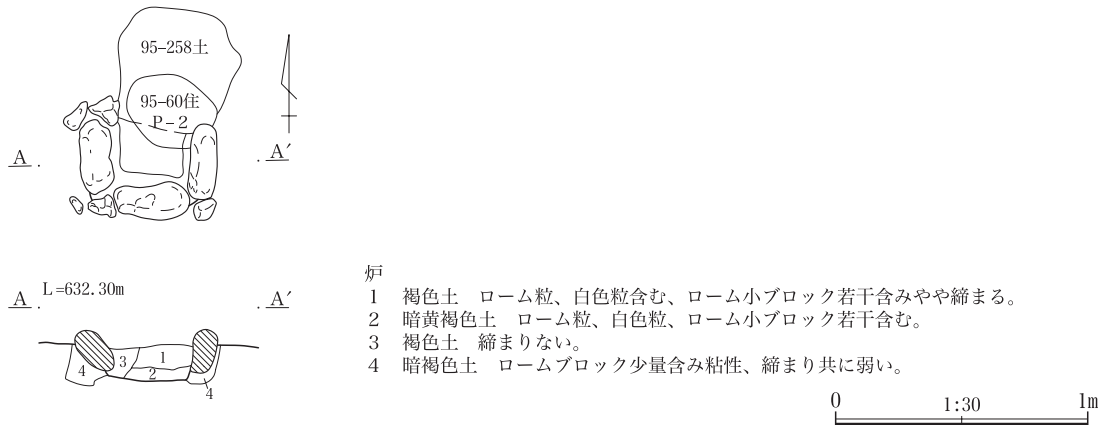 95-258土
95-60住
P-2
A
A′
L=632.30m
A
A′
4
3
1
2
4
炉
1 褐色土 ローム粒、白色粒含む、ローム小ブロック若干含みやや締まる。
2 暗黄褐色土 ローム粒、白色粒、ローム小ブロック若干含む。
3 褐色土 締まりない。
4 暗褐色土 ロームブロック少量含み粘性、締まり共に弱い。
0 1:30 1m